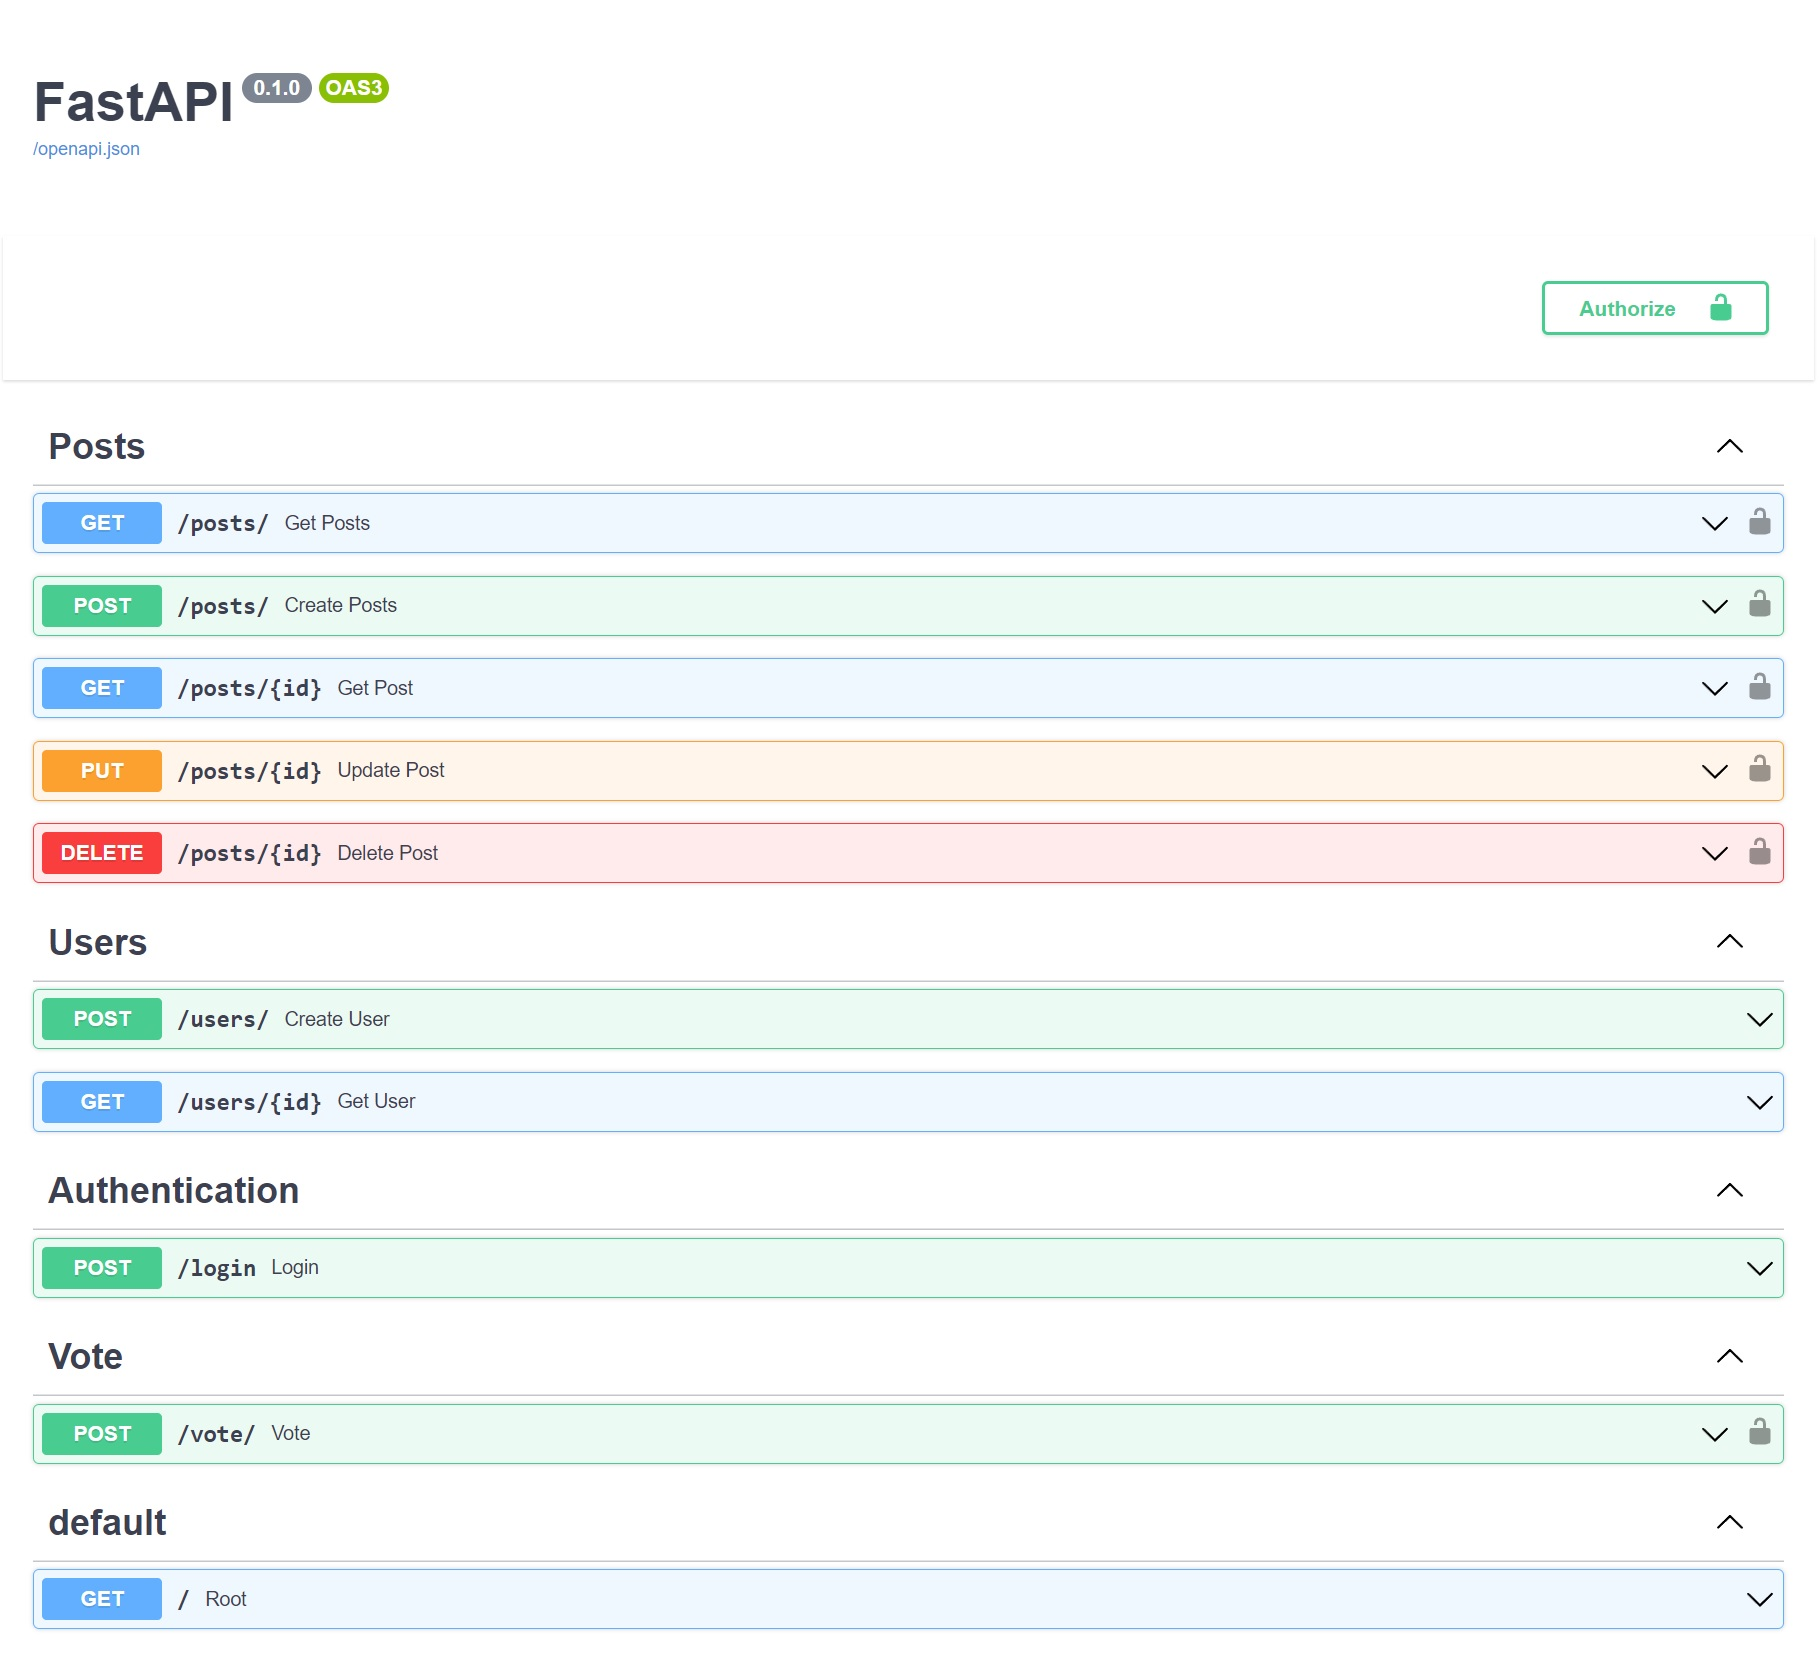 FastAPI 0.1.0 OAS3
/openapi.json
Authorize
Posts
GET /posts/ Get Posts
POST /posts/ Create Posts
GET /posts/{id} Get Post
PUT /posts/{id} Update Post
DELETE /posts/{id} Delete Post
Users
POST /users/ Create User
GET /users/{id} Get User
Authentication
POST /login Login
Vote
POST /vote/ Vote
default
GET / Root